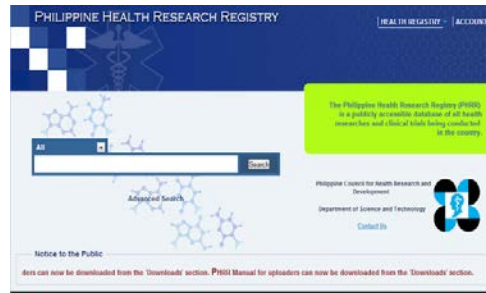 PHILIPPINE HEALTH RESEARCH REGISTRY
HEALTH REGISTRY
ACCOUNT
The Philippine Health Research Registry (PHRR)
is a publicly accessible database of all health
researches and clinical trials being conducted
in the country.
All
Search
Advanced Search
Philippine Council for Health Research and
Development
Department of Science and Technology
Contact Us
Notice to the Public
ders can now be downloaded from the 'Downloads' section. PHRR Manual for uploaders can now be downloaded from the 'Downloads' section.